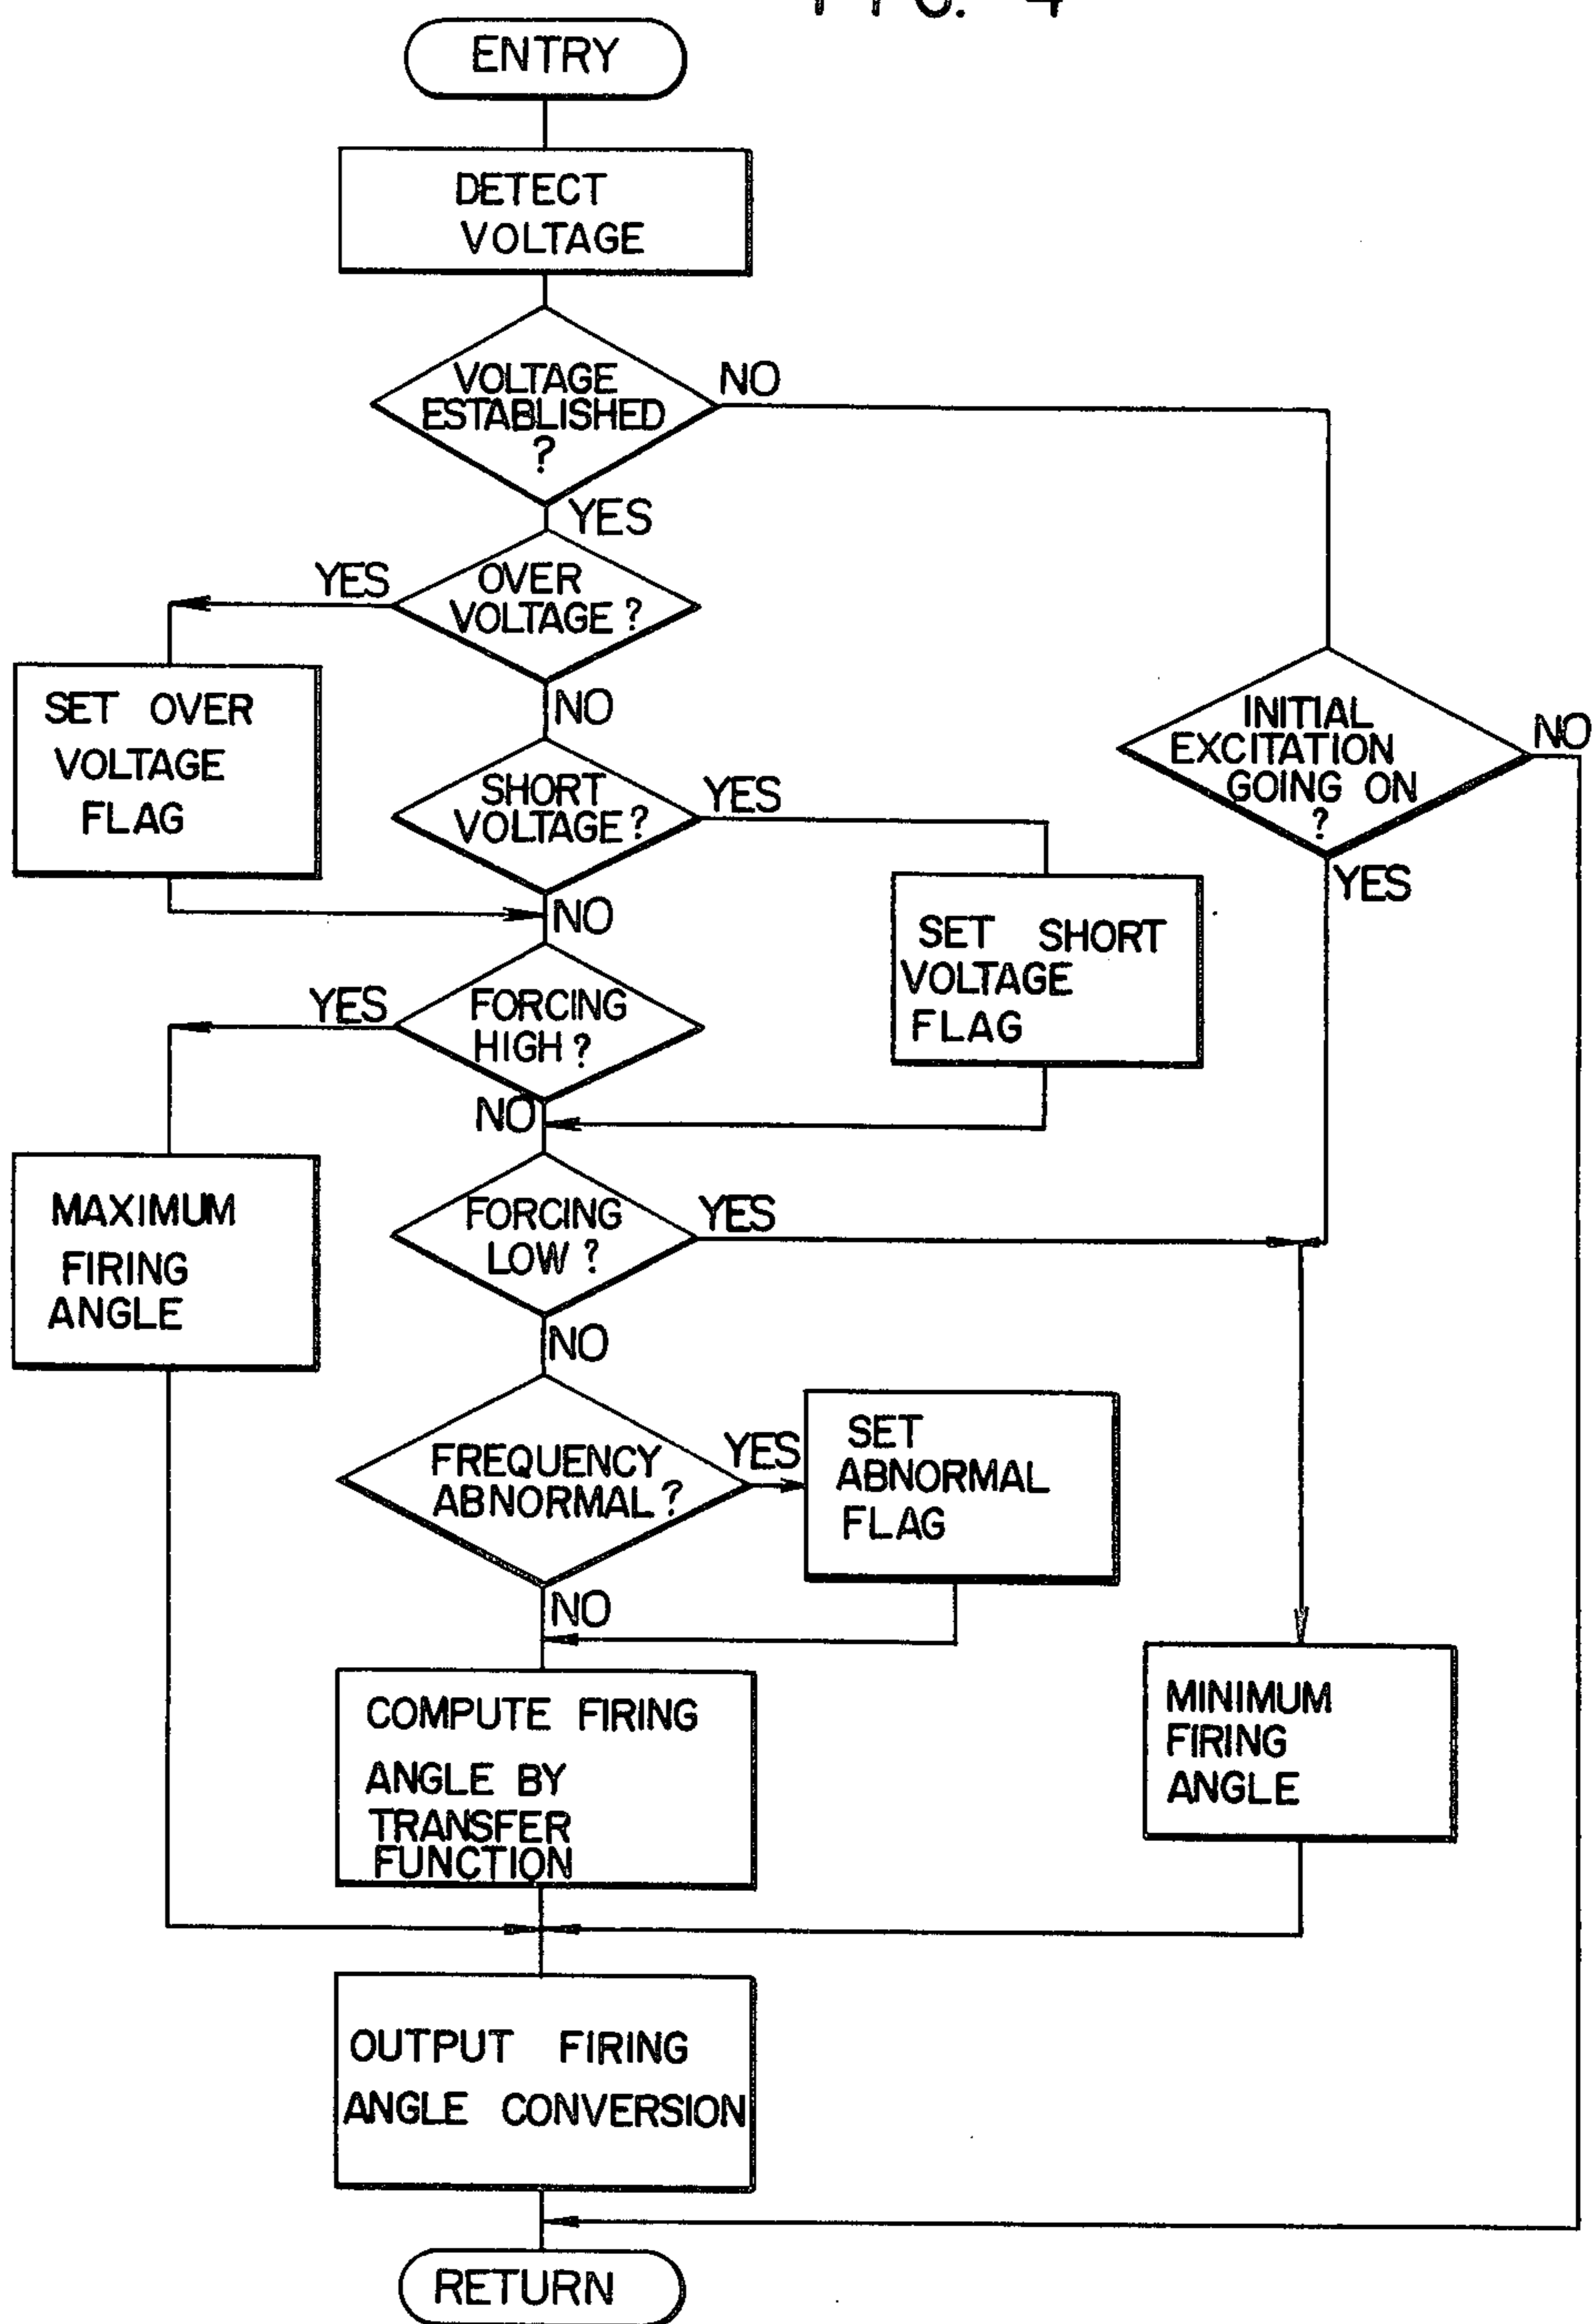 FIG. 4
ENTRY
DETECT
VOLTAGE
VOLTAGE
ESTABLISHED
?
NO
YES
OVER
VOLTAGE?
YES
NO
SET OVER
VOLTAGE
FLAG
INITIAL
EXCITATION
GOING ON
?
NO
YES
SHORT
VOLTAGE?
YES
NO
SET SHORT
VOLTAGE
FLAG
FORCING
HIGH?
YES
NO
MAXIMUM
FIRING
ANGLE
FORCING
LOW?
YES
NO
FREQUENCY
ABNORMAL?
YES
SET
ABNORMAL
FLAG
NO
COMPUTE FIRING
ANGLE BY
TRANSFER
FUNCTION
MINIMUM
FIRING
ANGLE
OUTPUT FIRING
ANGLE CONVERSION
RETURN